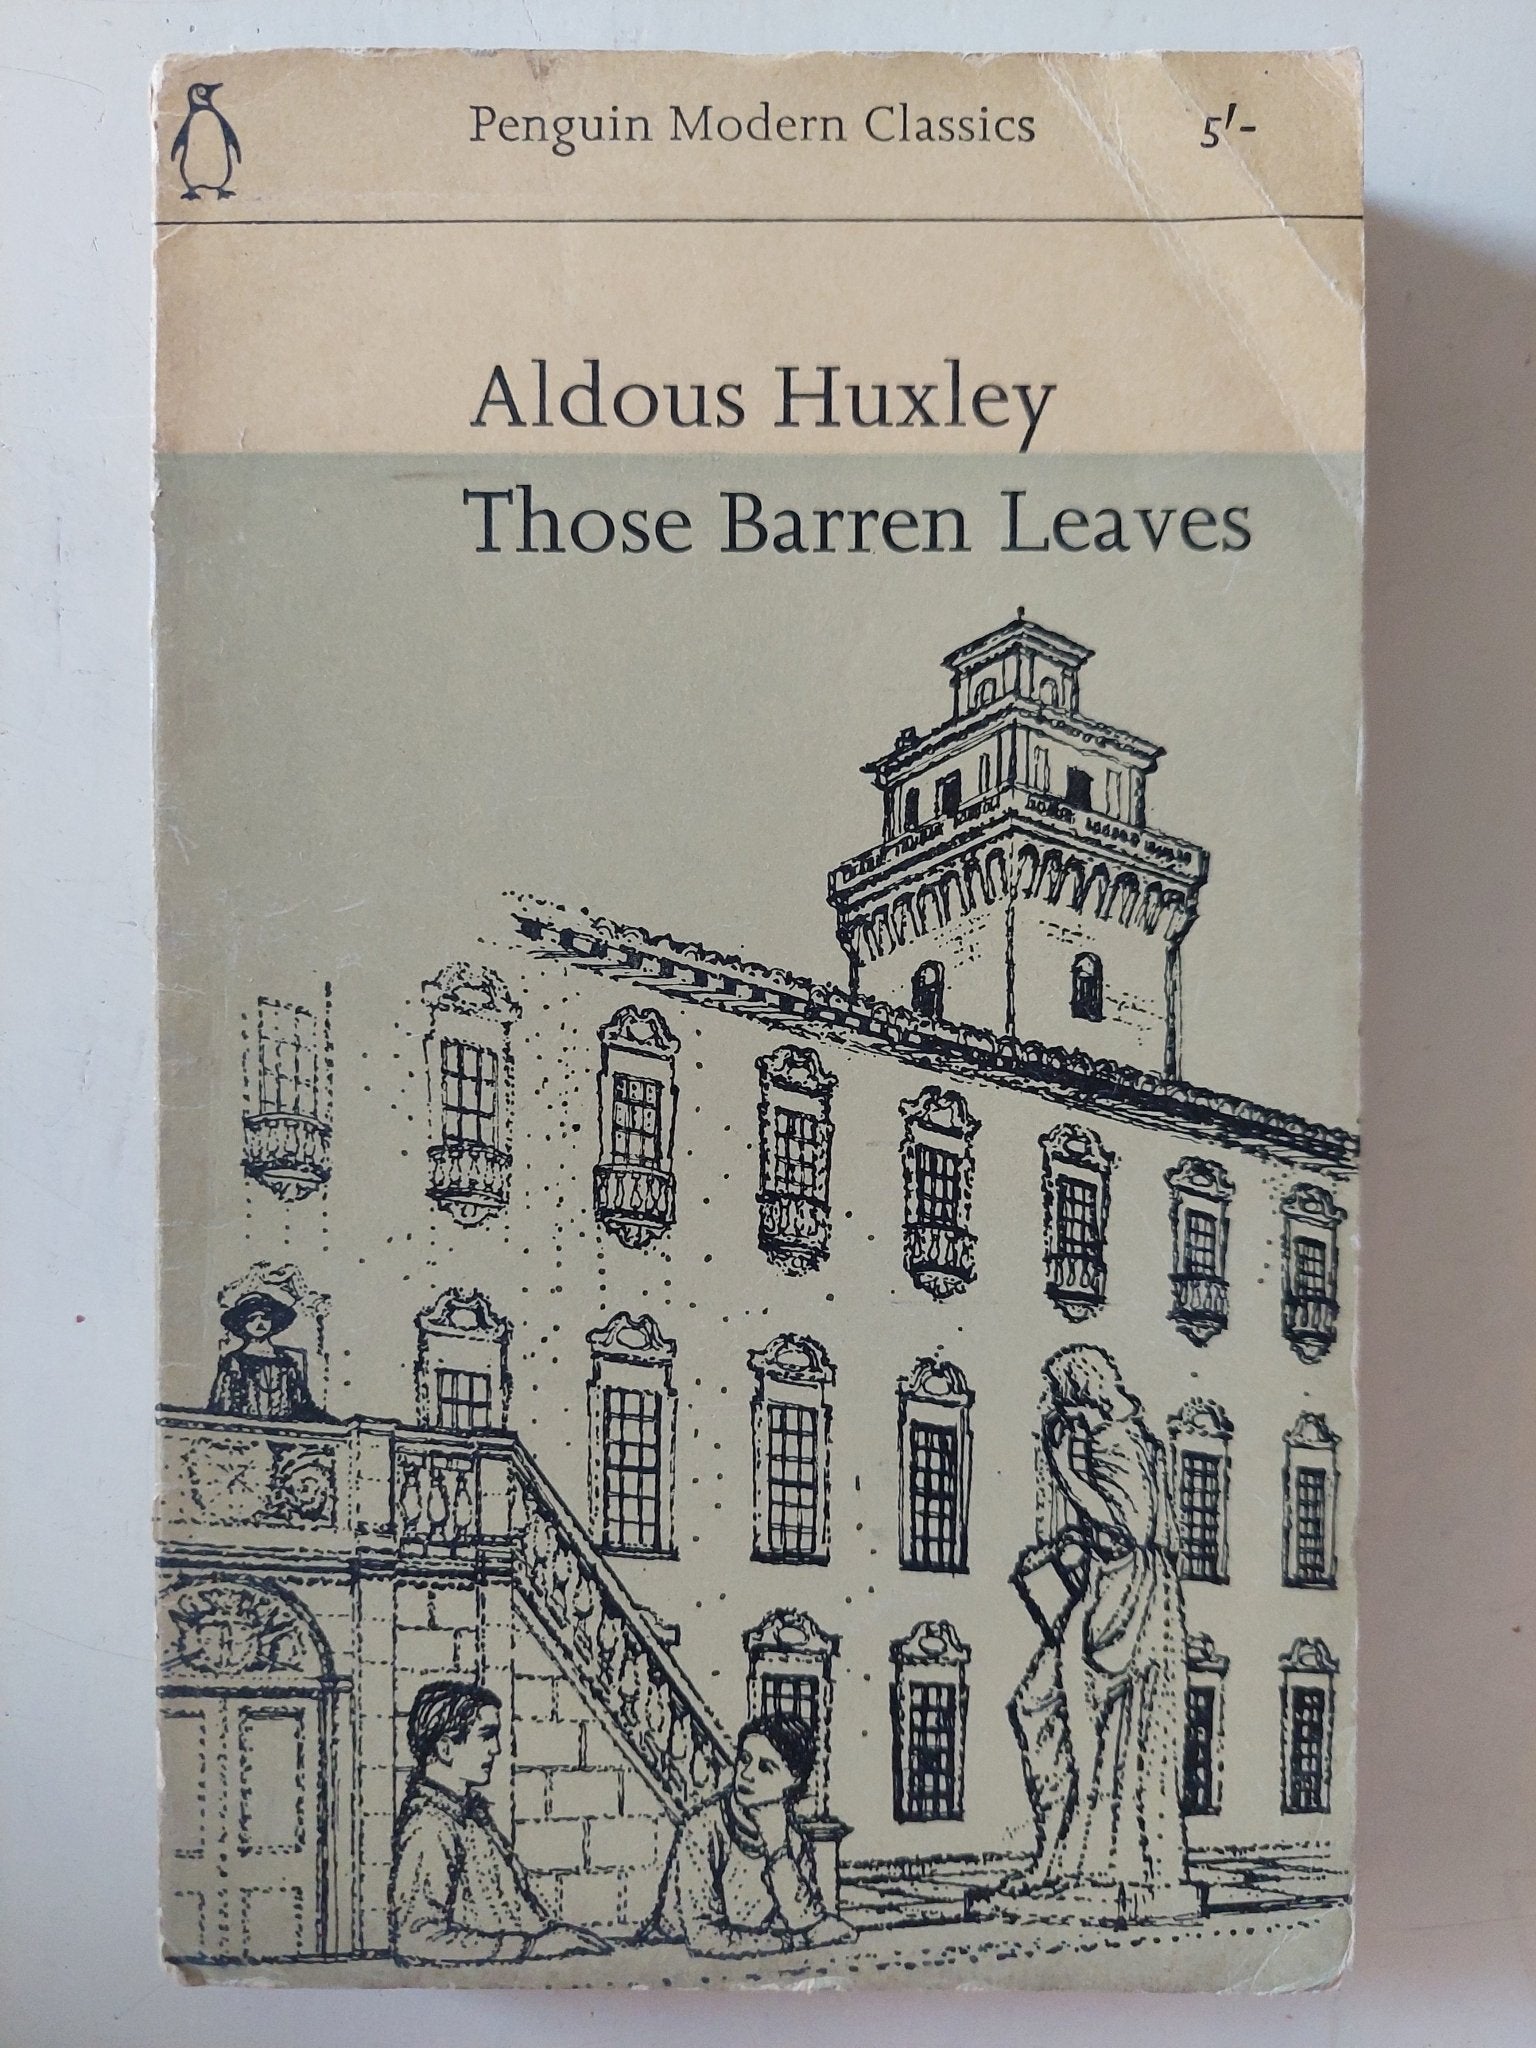 Penguin Modern Classics 5'-
Aldous Huxley
Those Barren Leaves